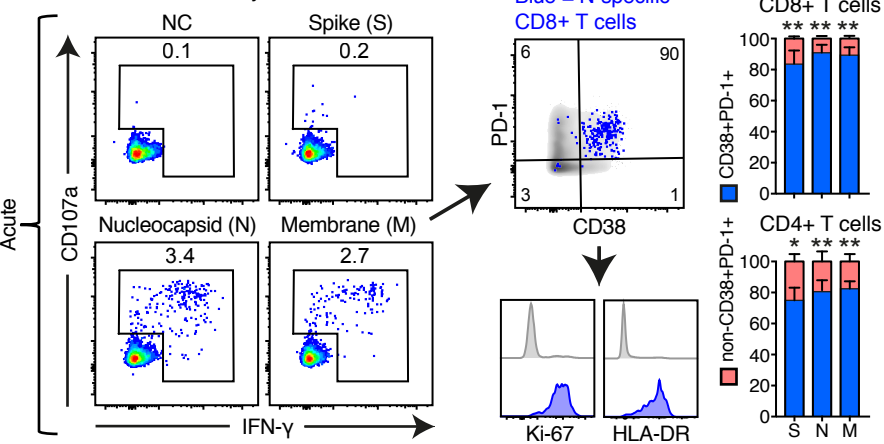 NC
Spike (S)
0.1
0.2
Nucleocapsid (N)
Membrane (M)
3.4
2.7
Acute
CD107a
IFN-γ
CD8+ T cells
6
90
3
1
PD-1
CD38
Ki-67
HLA-DR
CD8+ T cells
** ** **
100
80
60
40
20
0
CD38+PD-1+
CD4+ T cells
* ** **
100
80
60
40
20
0
non-CD38+PD-1+
S N M